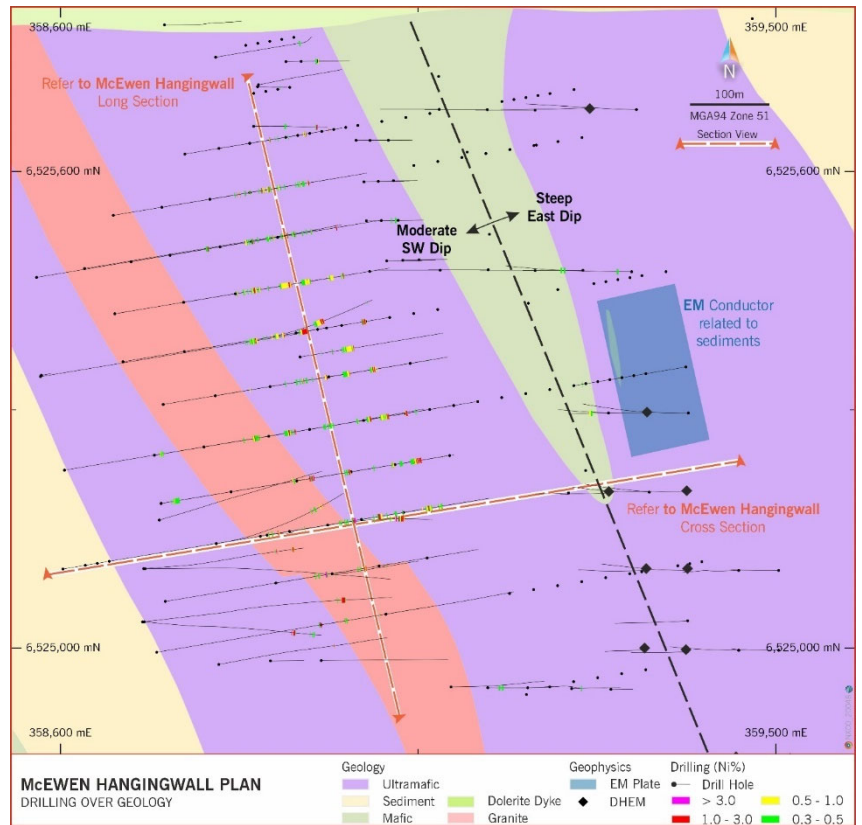 358,600 mE
359,500 mE
N
100m
MGA94 Zone 51
Section View
Refer to McEwen Hangingwall
Long Section
6,525,600 mN
6,525,600 mN
Steep
East Dip
Moderate
SW Dip
EM Conductor
related to
sediments
Refer to McEwen Hangingwall
Cross Section
6,525,000 mN
6,525,000 mN
358,600 mE
359,500 mE
McEWEN HANGINGWALL PLAN
DRILLING OVER GEOLOGY
Geology
Ultramafic
Sediment
Mafic
Dolerite Dyke
Granite
Geophysics
EM Plate
DHEM
Drilling (Ni%)
Drill Hole
> 3.0
1.0 - 3.0
0.5 - 1.0
0.3 - 0.5